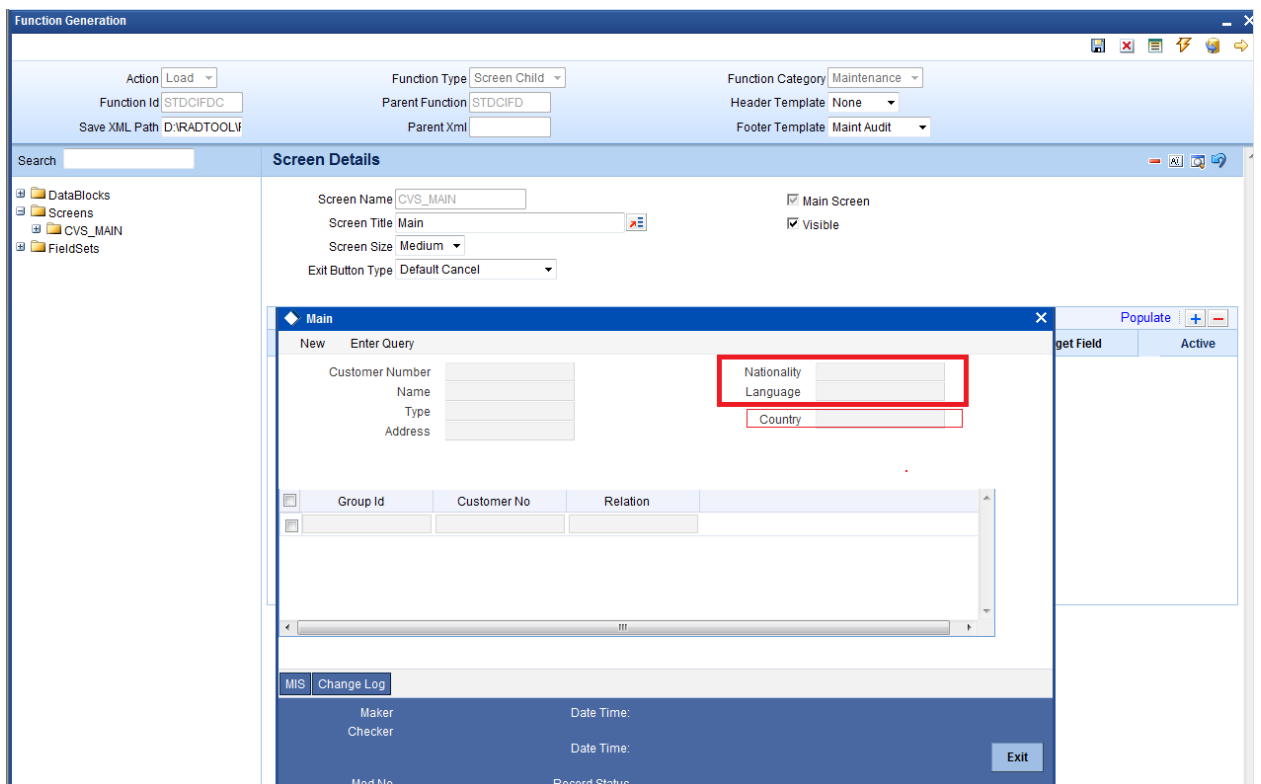 Function Generation
Action Load Function Type Screen Child Function Category Maintenance
Function Id STDCIFDC Parent Function STDCIFD Header Template None
Save XML Path D:\RADTOOL\F Parent Xml Footer Template Maint Audit
Search
Screen Details
DataBlocks
Screens
CVS_MAIN
FieldSets
Screen Name CVS_MAIN Main Screen
Screen Title Main Visible
Screen Size Medium
Exit Button Type Default Cancel
Populate
get Field Active
Main
New Enter Query
Customer Number Nationality
Name Language
Type Country
Address
Group Id Customer No Relation
MIS Change Log
Maker Date Time:
Checker
Date Time:
Exit
Mod No Record Status